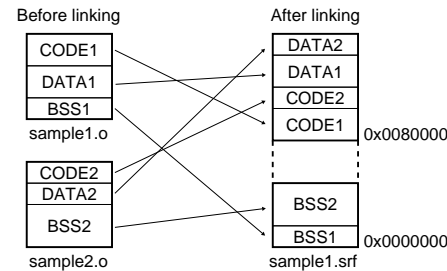 Before linking
CODE1
DATA1
BSS1
sample1.o
CODE2
DATA2
BSS2
sample2.o
After linking
DATA2
DATA1
CODE2
CODE1
0x0080000
BSS2
BSS1
0x0000000
sample1.srf